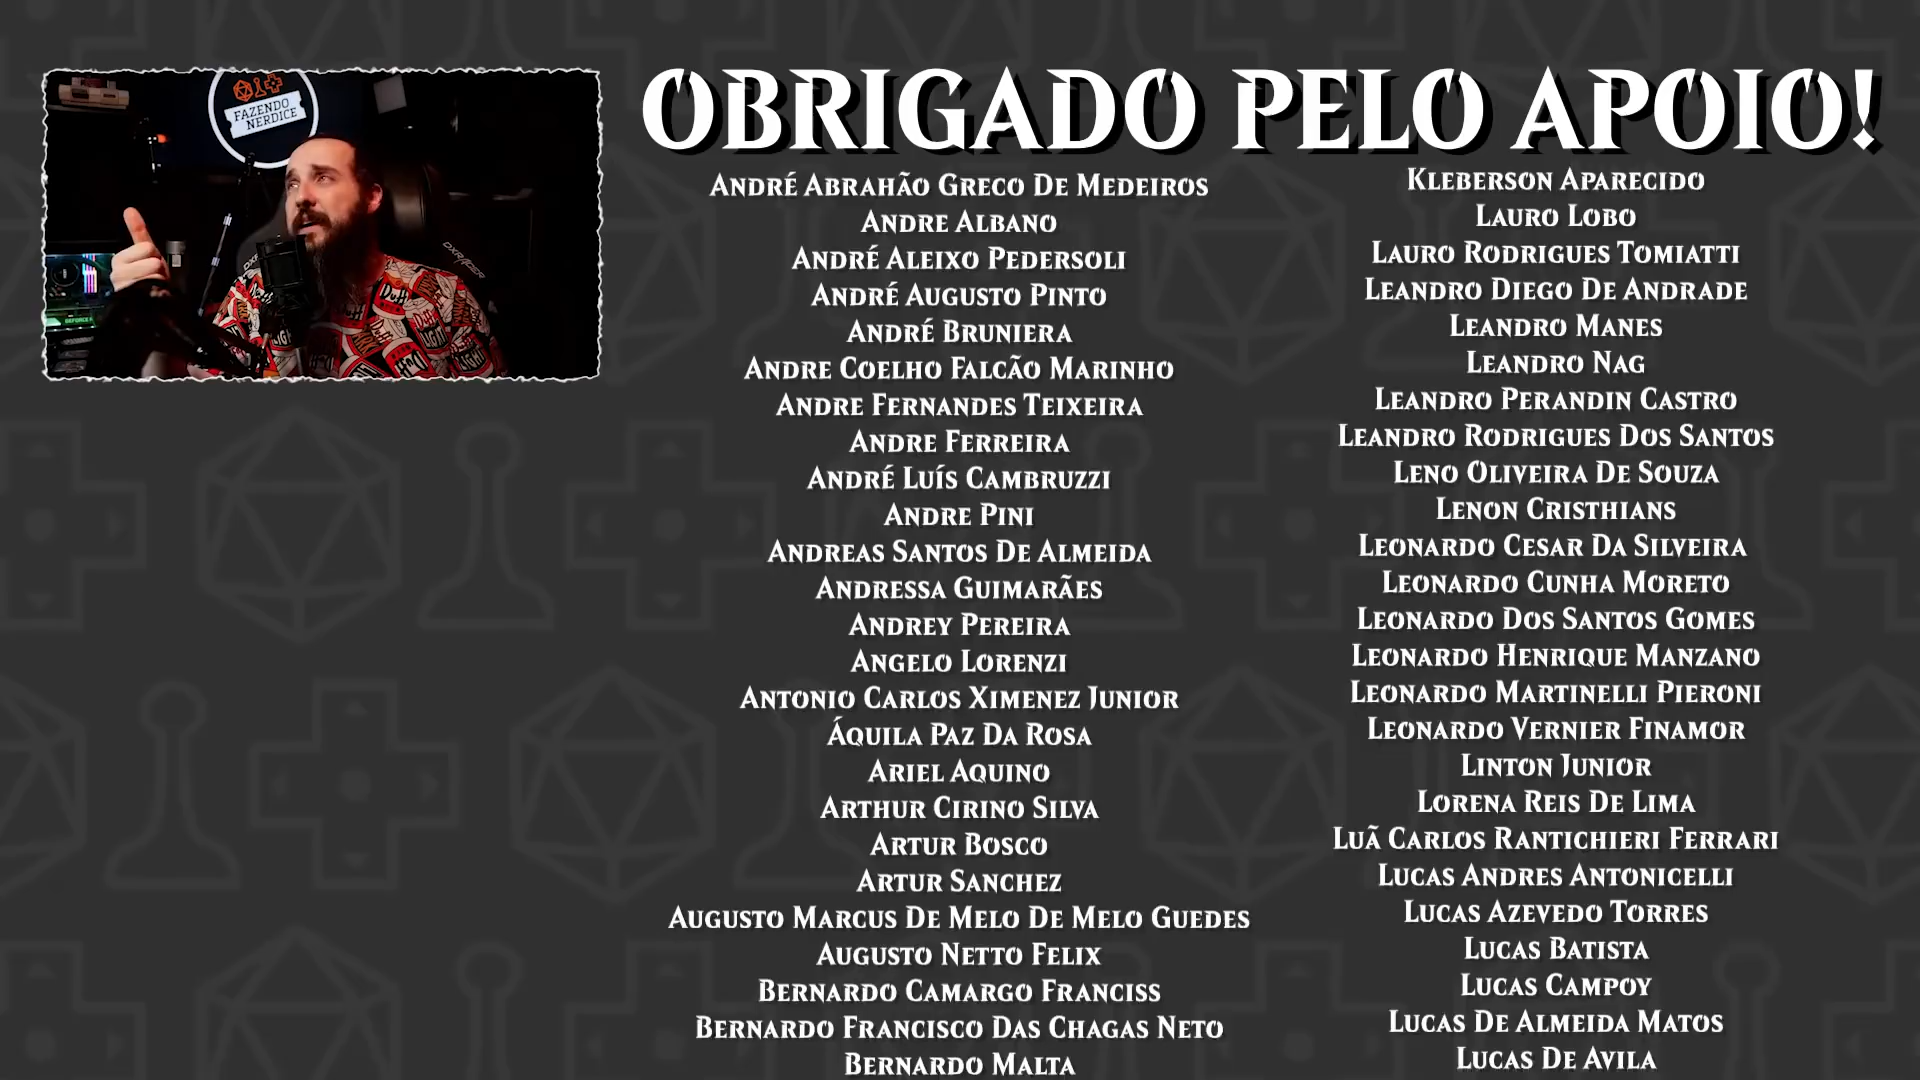 FAZENDO
NERDICE
DXRACER
OBRIGADO PELO APOIO!
ANDRÉ ABRAHÃO GRECO DE MEDEIROS
ANDRE ALBANO
ANDRÉ ALEIXO PEDERSOLI
ANDRÉ AUGUSTO PINTO
ANDRÉ BRUNIERA
ANDRE COELHO FALCÃO MARINHO
ANDRE FERNANDES TEIXEIRA
ANDRE FERREIRA
ANDRÉ LUÍS CAMBRUZZI
ANDRE PINI
ANDREAS SANTOS DE ALMEIDA
ANDRESSA GUIMARÃES
ANDREY PEREIRA
ANGELO LORENZI
ANTONIO CARLOS XIMENEZ JUNIOR
ÁQUILA PAZ DA ROSA
ARIEL AQUINO
ARTHUR CIRINO SILVA
ARTUR BOSCO
ARTUR SANCHEZ
AUGUSTO MARCUS DE MELO DE MELO GUEDES
AUGUSTO NETTO FELIX
BERNARDO CAMARGO FRANCISS
BERNARDO FRANCISCO DAS CHAGAS NETO
BERNARDO MALTA
KLEBERSON APARECIDO
LAURO LOBO
LAURO RODRIGUES TOMIATTI
LEANDRO DIEGO DE ANDRADE
LEANDRO MANES
LEANDRO NAG
LEANDRO PERANDIN CASTRO
LEANDRO RODRIGUES DOS SANTOS
LENO OLIVEIRA DE SOUZA
LENON CRISTHIANS
LEONARDO CESAR DA SILVEIRA
LEONARDO CUNHA MORETO
LEONARDO DOS SANTOS GOMES
LEONARDO HENRIQUE MANZANO
LEONARDO MARTINELLI PIERONI
LEONARDO VERNIER FINAMOR
LINTON JUNIOR
LORENA REIS DE LIMA
LUÃ CARLOS RANTICHIERI FERRARI
LUCAS ANDRES ANTONICELLI
LUCAS AZEVEDO TORRES
LUCAS BATISTA
LUCAS CAMPOY
LUCAS DE ALMEIDA MATOS
LUCAS DE AVILA